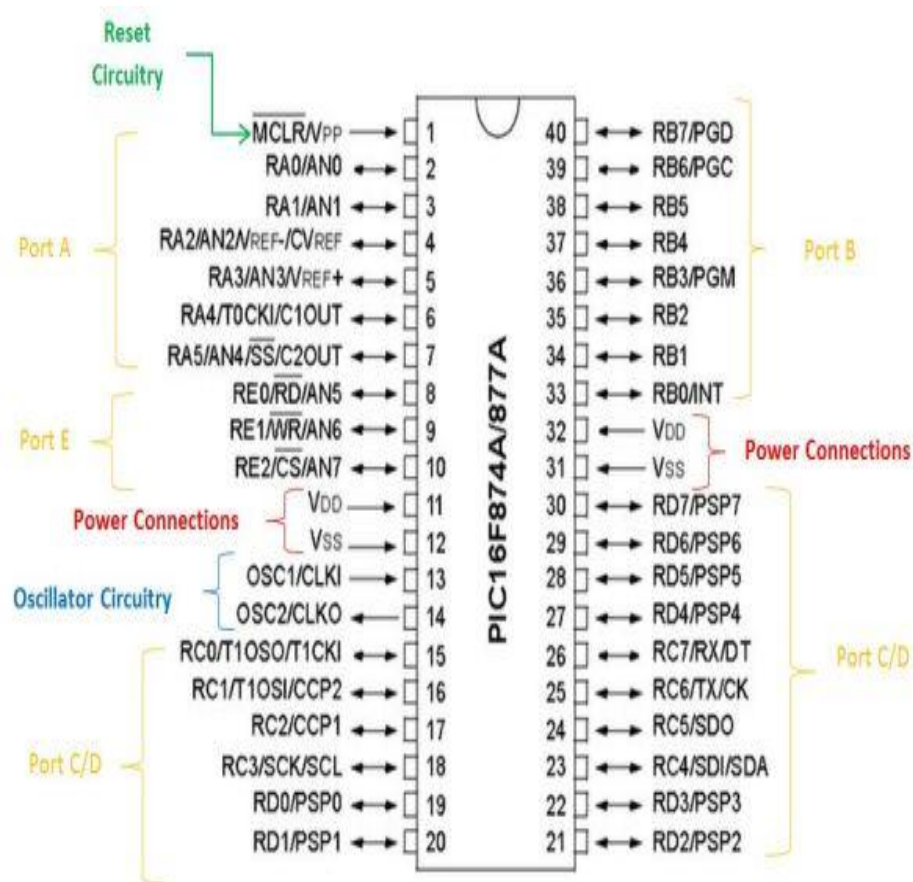 Reset
Circuitry
MCLR/VPP 1 40 RB7/PGD
RA0/AN0 2 39 RB6/PGC
RA1/AN1 3 38 RB5
Port A
RA2/AN2/VREF-/CVREF 4 37 RB4
Port B
RA3/AN3/VREF+ 5 36 RB3/PGM
RA4/T0CKI/C1OUT 6 35 RB2
RA5/AN4/SS/C2OUT 7 34 RB1
RE0/RD/AN5 8 33 RB0/INT
Port E
RE1/WR/AN6 9 32 VDD
Power Connections
RE2/CS/AN7 10 31 VSS
VDD 11 30 RD7/PSP7
Power Connections
VSS 12 29 RD6/PSP6
OSC1/CLKI 13 28 RD5/PSP5
Oscillator Circuitry
OSC2/CLKO 14 27 RD4/PSP4
RC0/T1OSO/T1CKI 15 26 RC7/RX/DT
Port C/D
RC1/T1OSI/CCP2 16 25 RC6/TX/CK
RC2/CCP1 17 24 RC5/SDO
Port C/D
RC3/SCK/SCL 18 23 RC4/SDI/SDA
RD0/PSP0 19 22 RD3/PSP3
RD1/PSP1 20 21 RD2/PSP2
PIC16F874A/877A